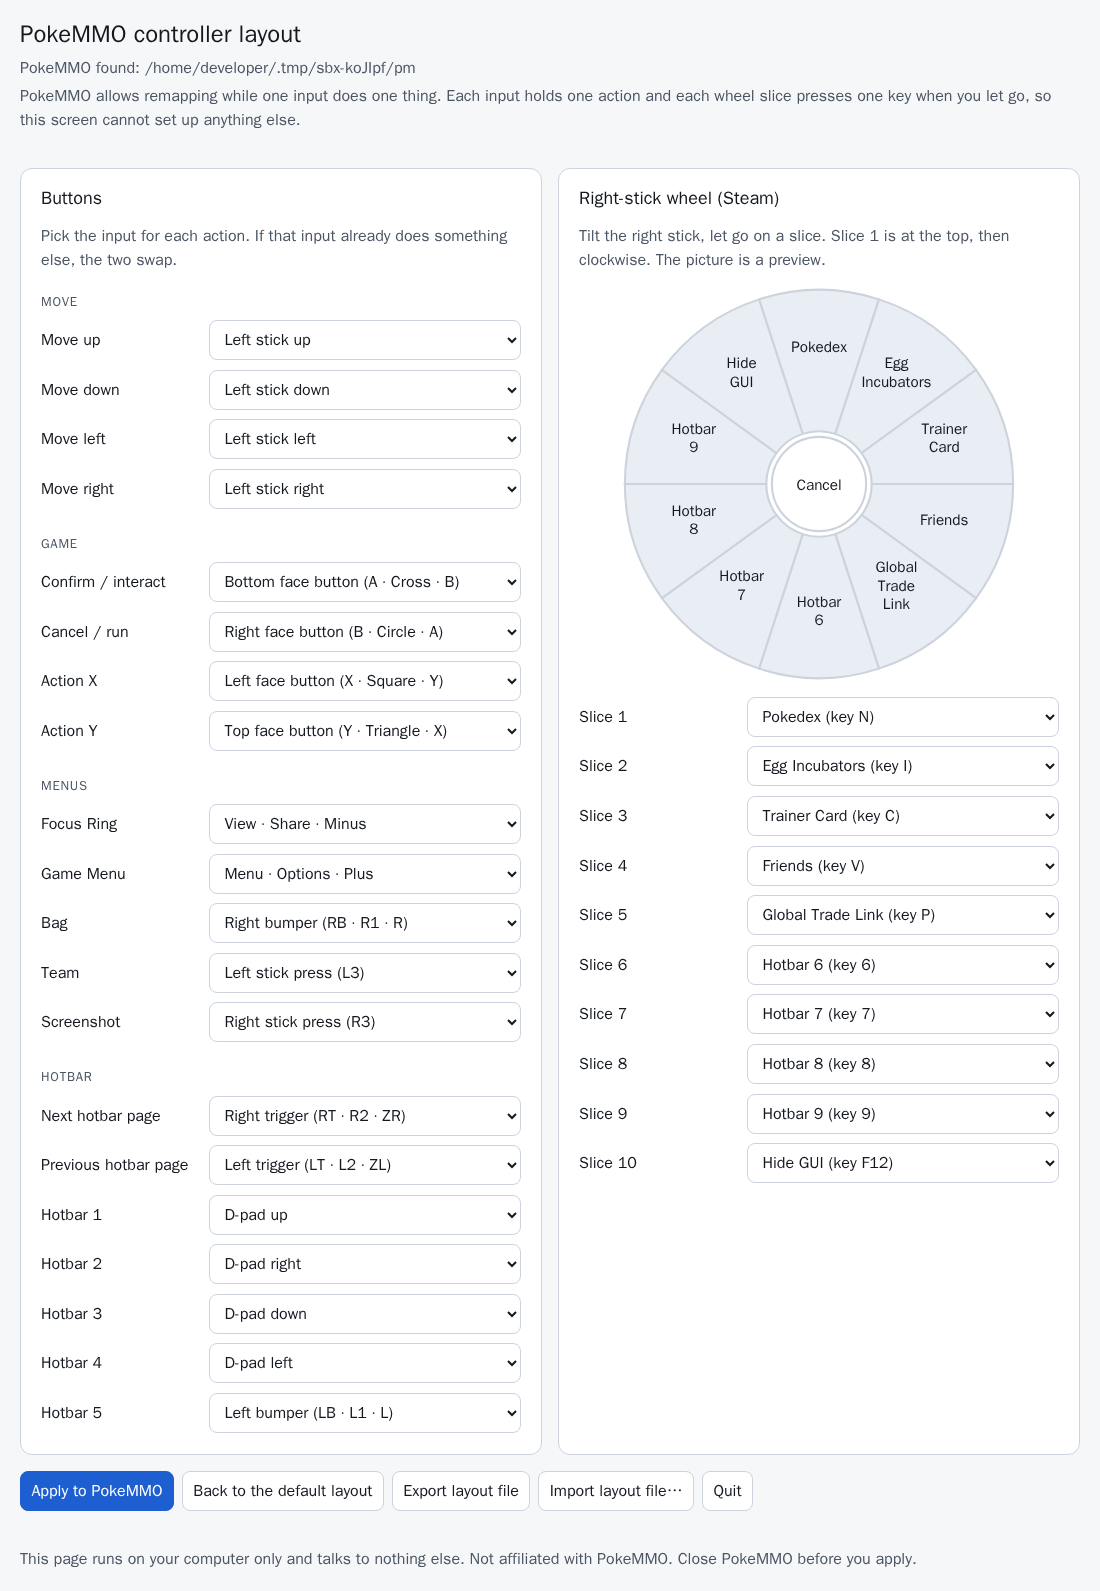 PokeMMO controller layout
PokeMMO found: /home/developer/.tmp/sbx-koJIpf/pm
PokeMMO allows remapping while one input does one thing. Each input holds one action and each wheel slice presses one key when you let go, so
this screen cannot set up anything else.
Buttons
Pick the input for each action. If that input already does something
else, the two swap.
MOVE
Move up
Left stick up
Move down
Left stick down
Move left
Left stick left
Move right
Left stick right
GAME
Confirm / interact
Bottom face button (A · Cross · B)
Cancel / run
Right face button (B · Circle · A)
Action X
Left face button (X · Square · Y)
Action Y
Top face button (Y · Triangle · X)
MENUS
Focus Ring
View · Share · Minus
Game Menu
Menu · Options · Plus
Bag
Right bumper (RB · R1 · R)
Team
Left stick press (L3)
Screenshot
Right stick press (R3)
HOTBAR
Next hotbar page
Right trigger (RT · R2 · ZR)
Previous hotbar page
Left trigger (LT · L2 · ZL)
Hotbar 1
D-pad up
Hotbar 2
D-pad right
Hotbar 3
D-pad down
Hotbar 4
D-pad left
Hotbar 5
Left bumper (LB · L1 · L)
Right-stick wheel (Steam)
Tilt the right stick, let go on a slice. Slice 1 is at the top, then
clockwise. The picture is a preview.
Pokedex
Egg
Incubators
Trainer
Card
Friends
Global
Trade
Link
Hotbar
6
Hotbar
7
Hotbar
8
Hotbar
9
Hide
GUI
Cancel
Slice 1
Pokedex (key N)
Slice 2
Egg Incubators (key I)
Slice 3
Trainer Card (key C)
Slice 4
Friends (key V)
Slice 5
Global Trade Link (key P)
Slice 6
Hotbar 6 (key 6)
Slice 7
Hotbar 7 (key 7)
Slice 8
Hotbar 8 (key 8)
Slice 9
Hotbar 9 (key 9)
Slice 10
Hide GUI (key F12)
Apply to PokeMMO
Back to the default layout
Export layout file
Import layout file…
Quit
This page runs on your computer only and talks to nothing else. Not affiliated with PokeMMO. Close PokeMMO before you apply.